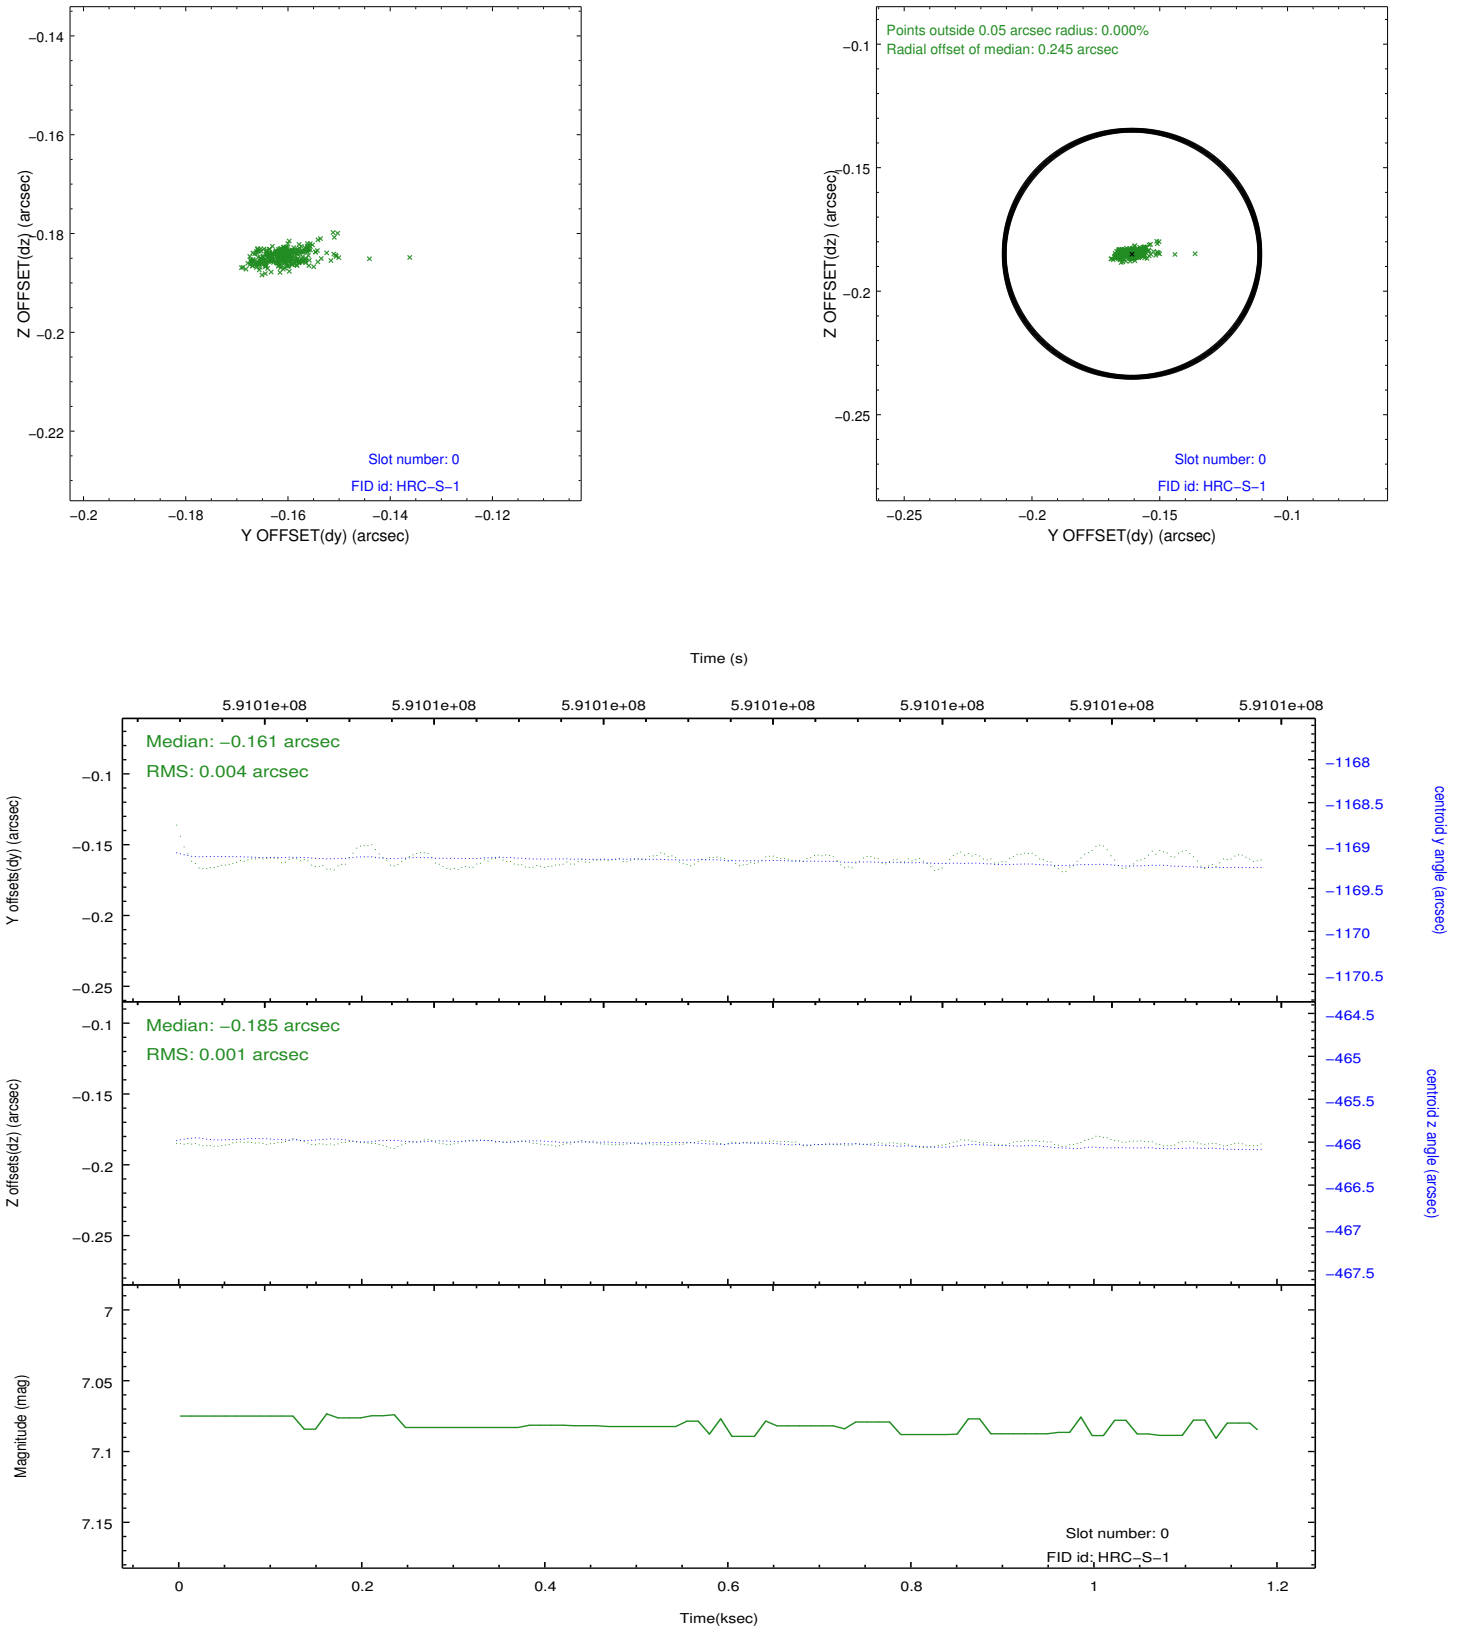 −0.14
−0.16
−0.18
−0.2
−0.22
Z OFFSET(dz) (arcsec)
Slot number: 0
FID id: HRC−S−1
−0.2
−0.18
−0.16
−0.14
−0.12
Y OFFSET(dy) (arcsec)
Points outside 0.05 arcsec radius: 0.000%
Radial offset of median: 0.245 arcsec
−0.1
−0.15
−0.2
−0.25
Z OFFSET(dz) (arcsec)
Slot number: 0
FID id: HRC−S−1
−0.25
−0.2
−0.15
−0.1
Y OFFSET(dy) (arcsec)
Time (s)
5.9101e+08
5.9101e+08
5.9101e+08
5.9101e+08
5.9101e+08
5.9101e+08
5.9101e+08
Median: −0.161 arcsec
RMS: 0.004 arcsec
−0.1
−0.15
−0.2
−0.25
Y offsets(dy) (arcsec)
−1168
−1168.5
−1169
−1169.5
−1170
−1170.5
centroid y angle (arcsec)
Median: −0.185 arcsec
RMS: 0.001 arcsec
−0.1
−0.15
−0.2
−0.25
Z offsets(dz) (arcsec)
−464.5
−465
−465.5
−466
−466.5
−467
−467.5
centroid z angle (arcsec)
7
7.05
7.1
7.15
Magnitude (mag)
Slot number: 0
FID id: HRC−S−1
0
0.2
0.4
0.6
0.8
1
1.2
Time(ksec)